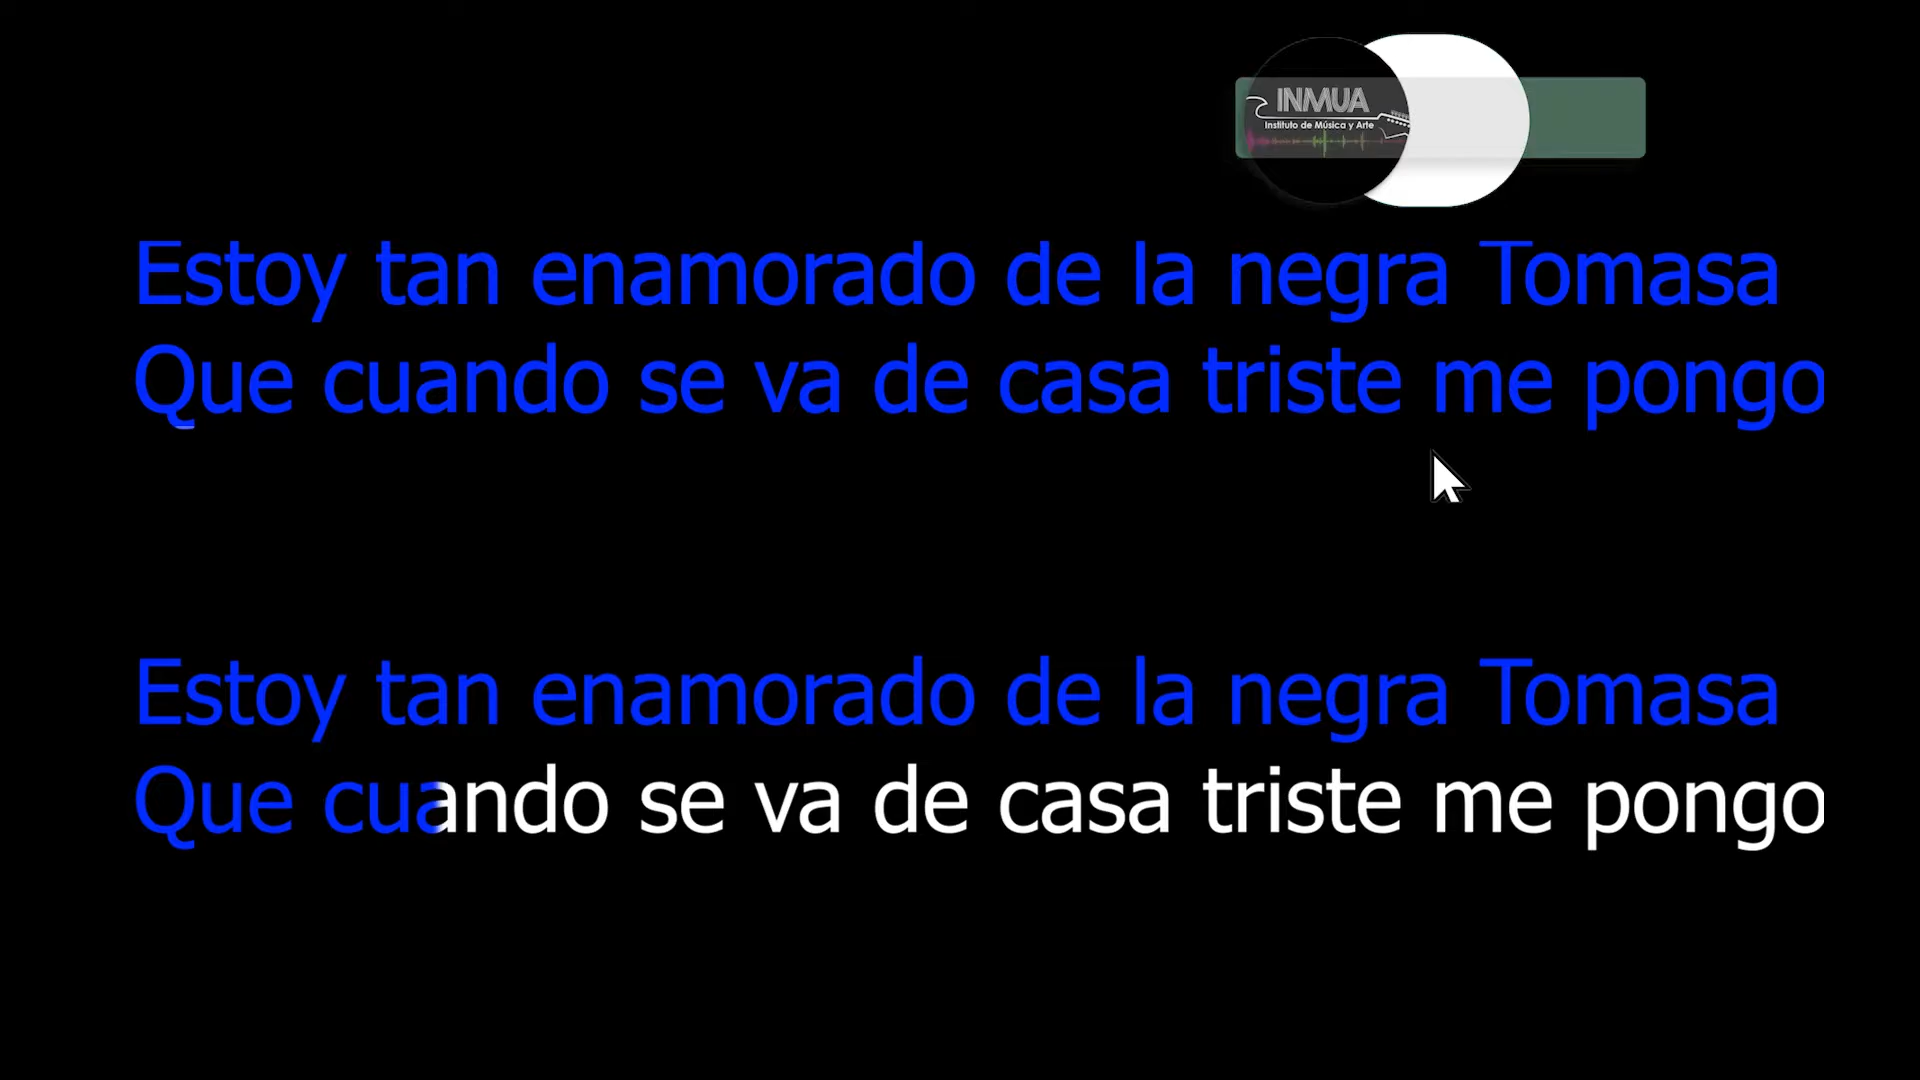 INMUA
Instituto de Música y Arte
Estoy tan enamorado de la negra Tomasa
Que cuando se va de casa triste me pongo
Estoy tan enamorado de la negra Tomasa
Que cuando se va de casa triste me pongo